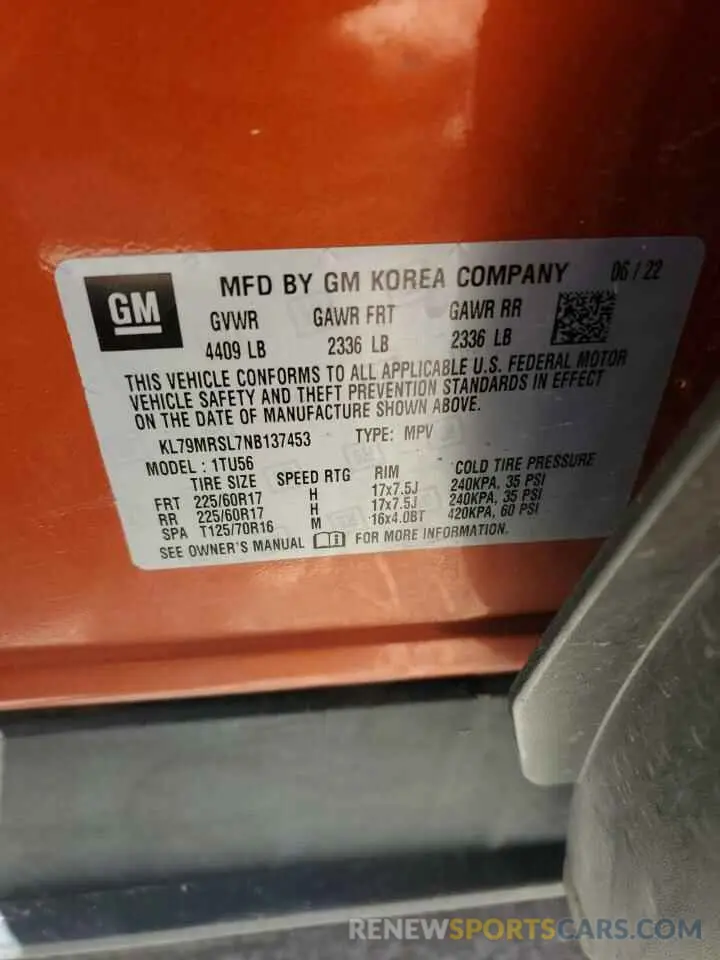 GM
MFD BY GM KOREA COMPANY 06 / 22
GVWR GAWR FRT GAWR RR
4409 LB 2336 LB 2336 LB
THIS VEHICLE CONFORMS TO ALL APPLICABLE U.S. FEDERAL MOTOR
VEHICLE SAFETY AND THEFT PREVENTION STANDARDS IN EFFECT
ON THE DATE OF MANUFACTURE SHOWN ABOVE.
KL79MRSL7NB137453 TYPE: MPV
MODEL : 1TU56
TIRE SIZE SPEED RTG RIM COLD TIRE PRESSURE
FRT 225/60R17 H 17x7.5J 240KPA, 35 PSI
RR 225/60R17 H 17x7.5J 240KPA, 35 PSI
SPA T125/70R16 M 16x4.0BT 420KPA, 60 PSI
SEE OWNER'S MANUAL FOR MORE INFORMATION.
RENEWSPORTSCARS.COM